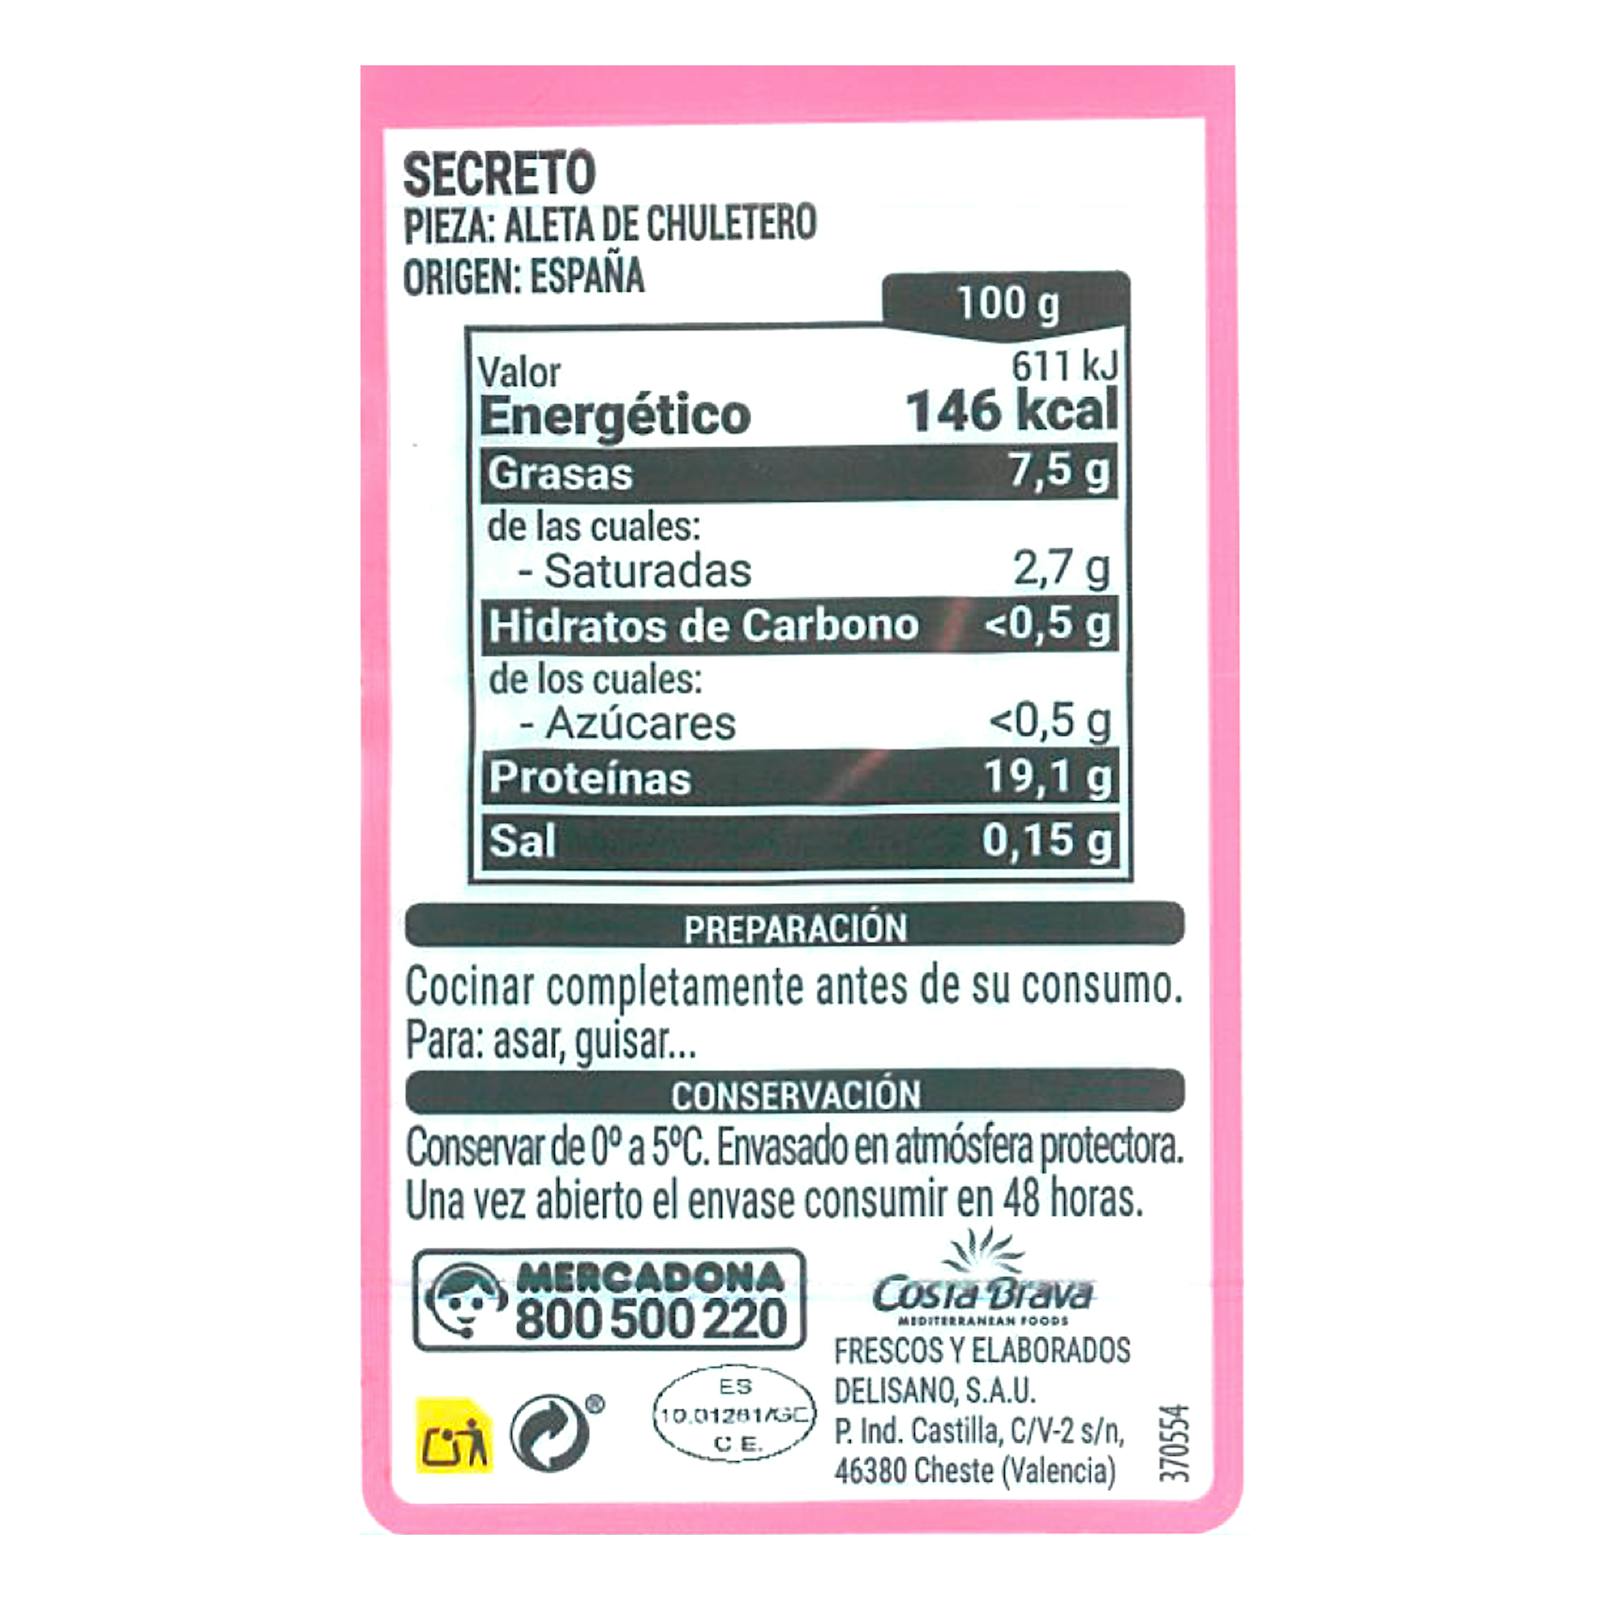 SECRETO
PIEZA: ALETA DE CHULETERO
ORIGEN: ESPAÑA
100 g
Valor 611 kJ
Energético 146 kcal
Grasas 7,5 g
de las cuales:
- Saturadas 2,7 g
Hidratos de Carbono <0,5 g
de los cuales:
- Azúcares <0,5 g
Proteínas 19,1 g
Sal 0,15 g
PREPARACIÓN
Cocinar completamente antes de su consumo.
Para: asar, guisar...
CONSERVACIÓN
Conservar de 0º a 5ºC. Envasado en atmósfera protectora.
Una vez abierto el envase consumir en 48 horas.
MERCADONA
800 500 220
Costa Brava
MEDITERRANEAN FOODS
FRESCOS Y ELABORADOS
DELISANO, S.A.U.
P. Ind. Castilla, C/V-2 s/n,
46380 Cheste (Valencia)
®
ES
C E.
370554